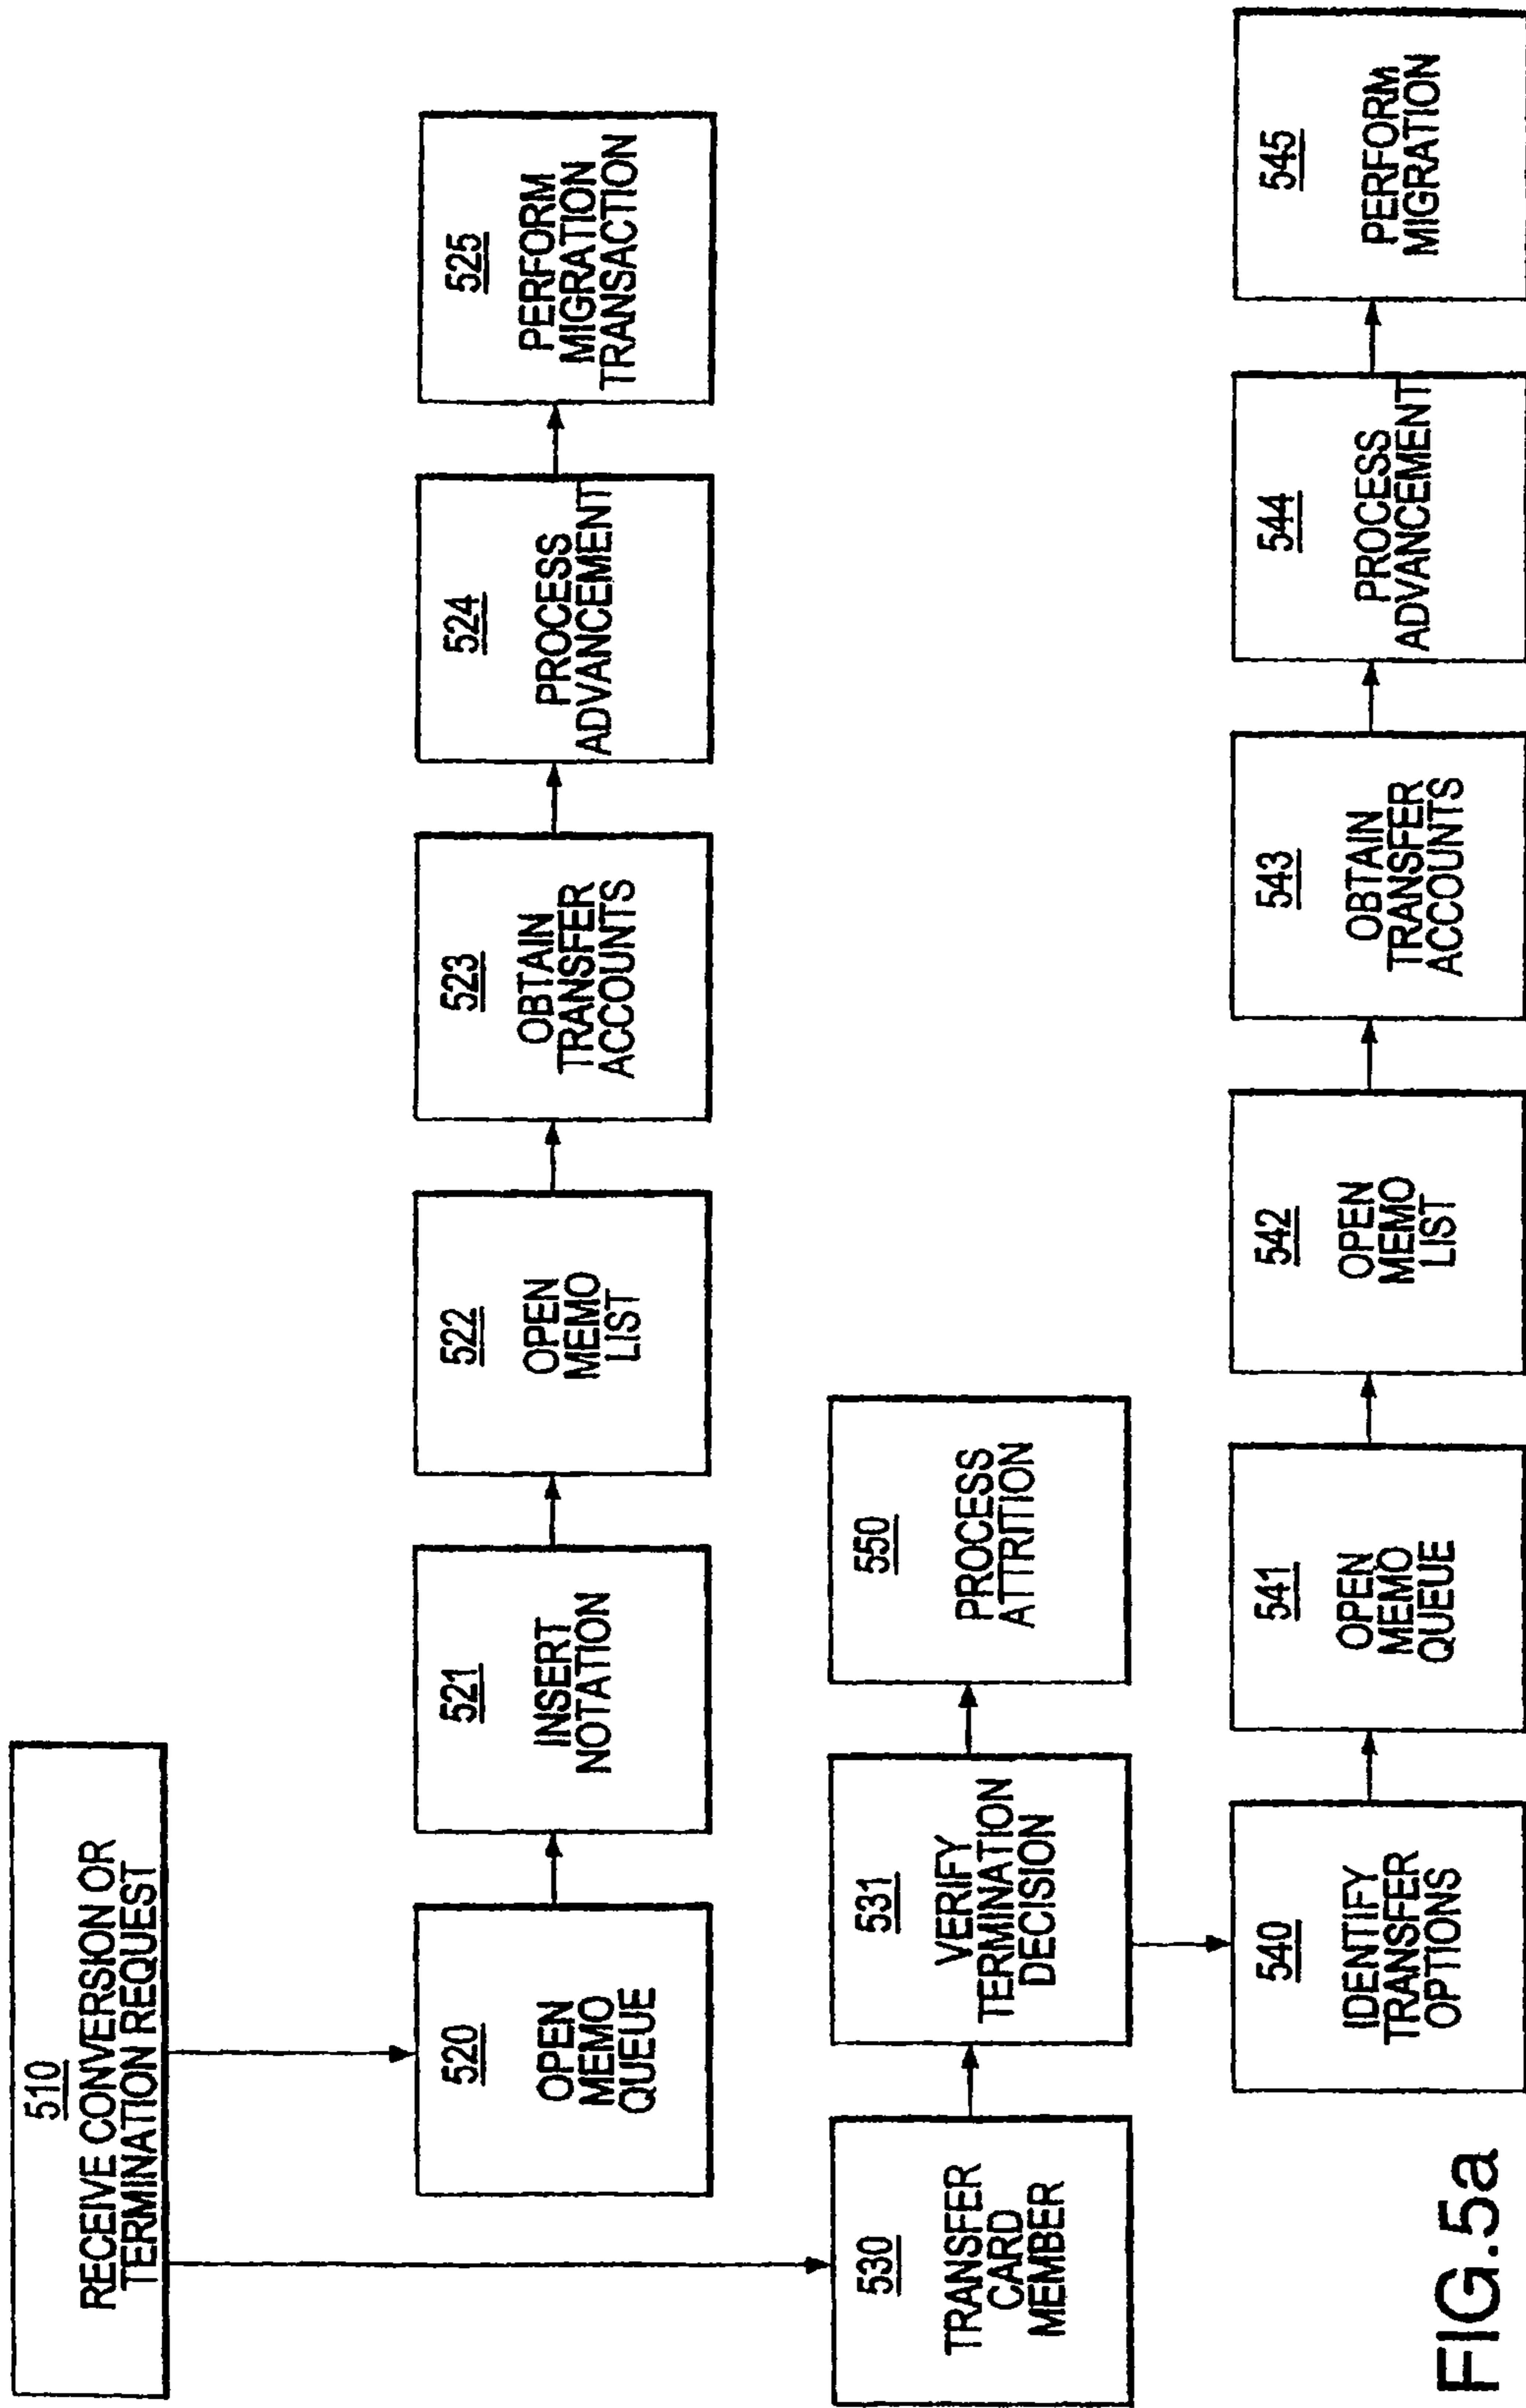 510
RECEIVE CONVERSION OR
TERMINATION REQUEST
520
OPEN
MEMO
QUEUE
521
INSERT
NOTATION
522
OPEN
MEMO
LIST
523
OBTAIN
TRANSFER
ACCOUNTS
524
PROCESS
ADVANCEMENT
525
PERFORM
MIGRATION
TRANSACTION
530
TRANSFER
CARD
MEMBER
531
VERIFY
TERMINATION
DECISION
550
PROCESS
ATTRITION
540
IDENTIFY
TRANSFER
OPTIONS
541
OPEN
MEMO
QUEUE
542
OPEN
MEMO
LIST
543
OBTAIN
TRANSFER
ACCOUNTS
544
PROCESS
ADVANCEMENT
545
PERFORM
MIGRATION
FIG.5a